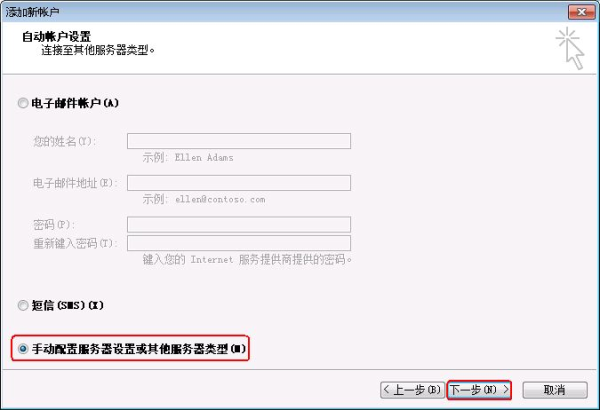 添加新帐户
自动帐户设置
连接至其他服务器类型。
电子邮件帐户(A)
您的姓名(Y):
示例: Ellen Adams
电子邮件地址(E):
示例: ellen@contoso.com
密码(P):
重新键入密码(T):
键入您的 Internet 服务提供商提供的密码。
短信(SMS)(X)
手动配置服务器设置或其他服务器类型(M)
< 上一步(B) 下一步(N) > 取消